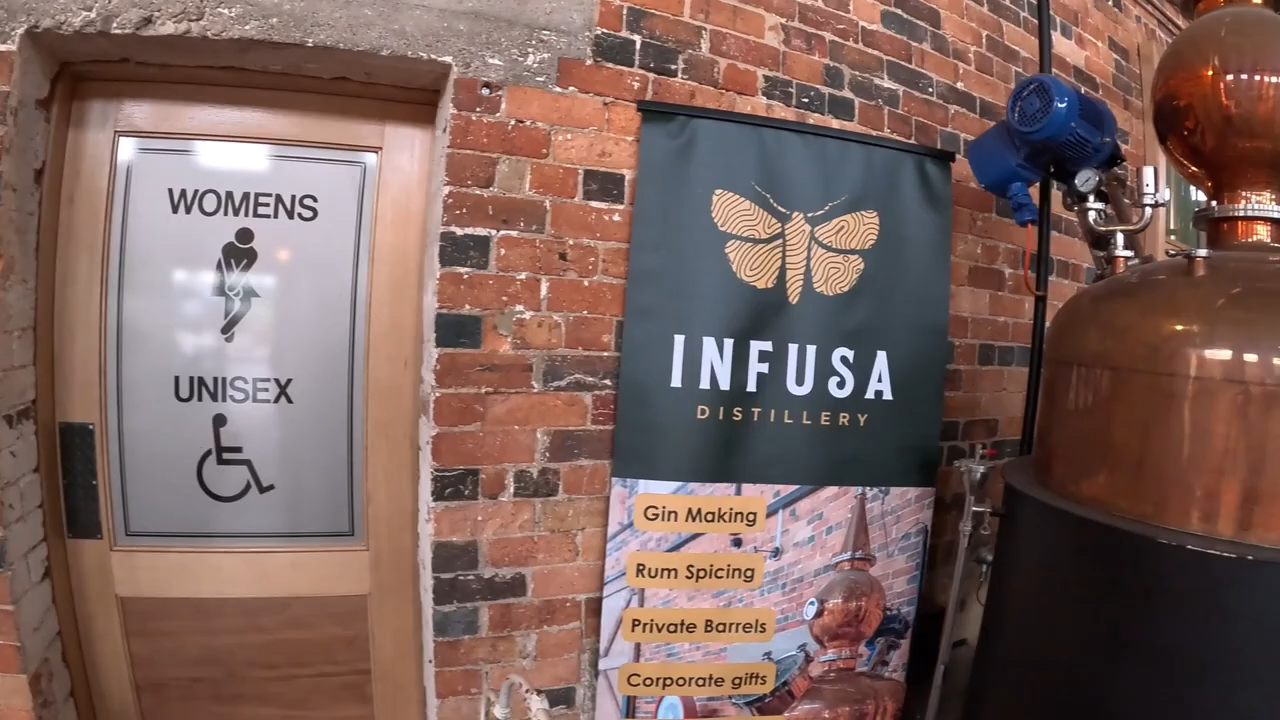 WOMENS
UNISEX
INFUSA
DISTILLERY
Gin Making
Rum Spicing
Private Barrels
Corporate gifts